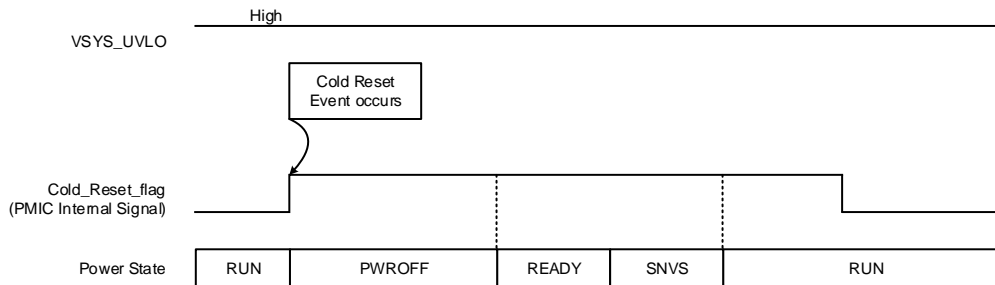 High
VSYS_UVLO
Cold Reset
Event occurs
Cold_Reset_flag
(PMIC Internal Signal)
Power State
RUN
PWROFF
READY
SNVS
RUN